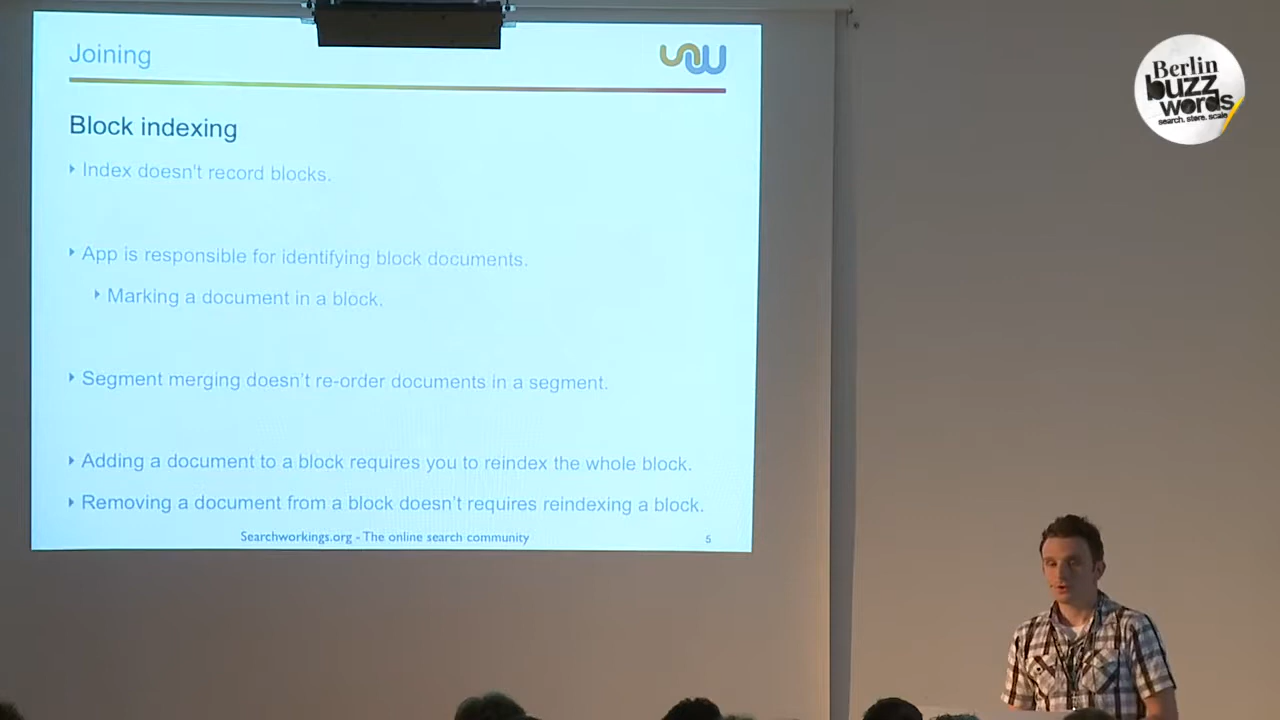 Joining
Block indexing
Index doesn't record blocks.
App is responsible for identifying block documents.
Marking a document in a block.
Segment merging doesn't re-order documents in a segment.
Adding a document to a block requires you to reindex the whole block.
Removing a document from a block doesn't requires reindexing a block.
Searchworkings.org - The online search community
5
Berlin
buzz
words
search. store. scale